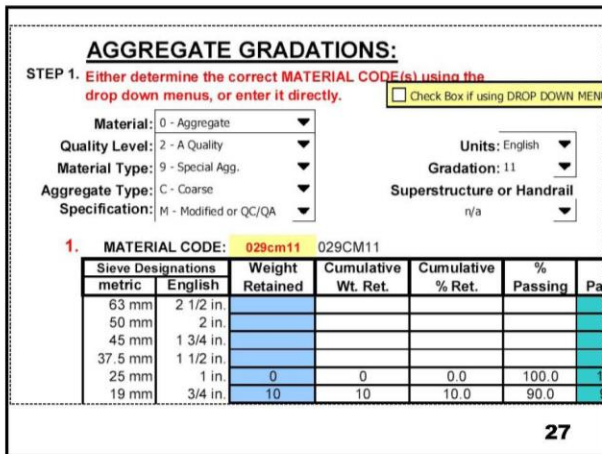 AGGREGATE GRADATIONS:
STEP 1. Either determine the correct MATERIAL CODE(s) using the
drop down menus, or enter it directly.
Check Box if using DROP DOWN MENU
Material: 0 - Aggregate
Quality Level: 2 - A Quality
Units: English
Material Type: 9 - Special Agg.
Gradation: 11
Aggregate Type: C - Coarse
Superstructure or Handrail
Specification: M - Modified or QC/QA
n/a
1. MATERIAL CODE: 029cm11 029CM11
Sieve Designations Weight Cumulative Cumulative %
metric English Retained Wt. Ret. % Ret. Passing
63 mm 2 1/2 in.
50 mm 2 in.
45 mm 1 3/4 in.
37.5 mm 1 1/2 in.
25 mm 1 in. 0 0 0.0 100.0
19 mm 3/4 in. 10 10 10.0 90.0
27